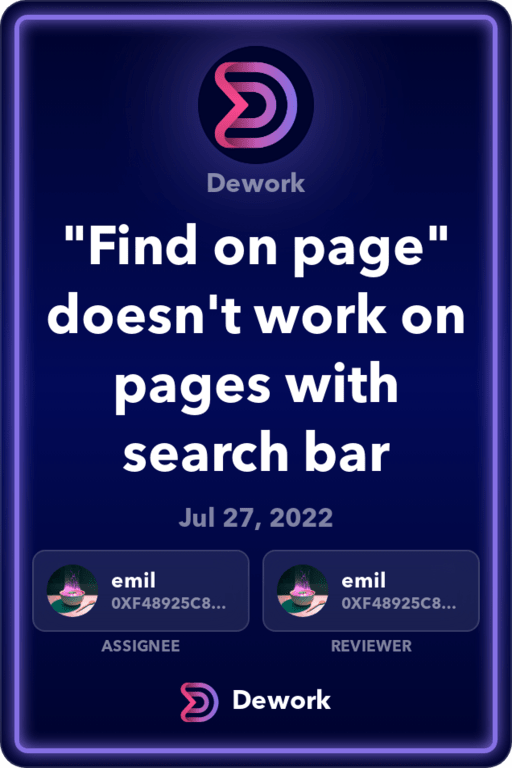 Dework
"Find on page"
doesn't work on
pages with
search bar
Jul 27, 2022
emil
0XF48925C8...
ASSIGNEE
emil
0XF48925C8...
REVIEWER
Dework